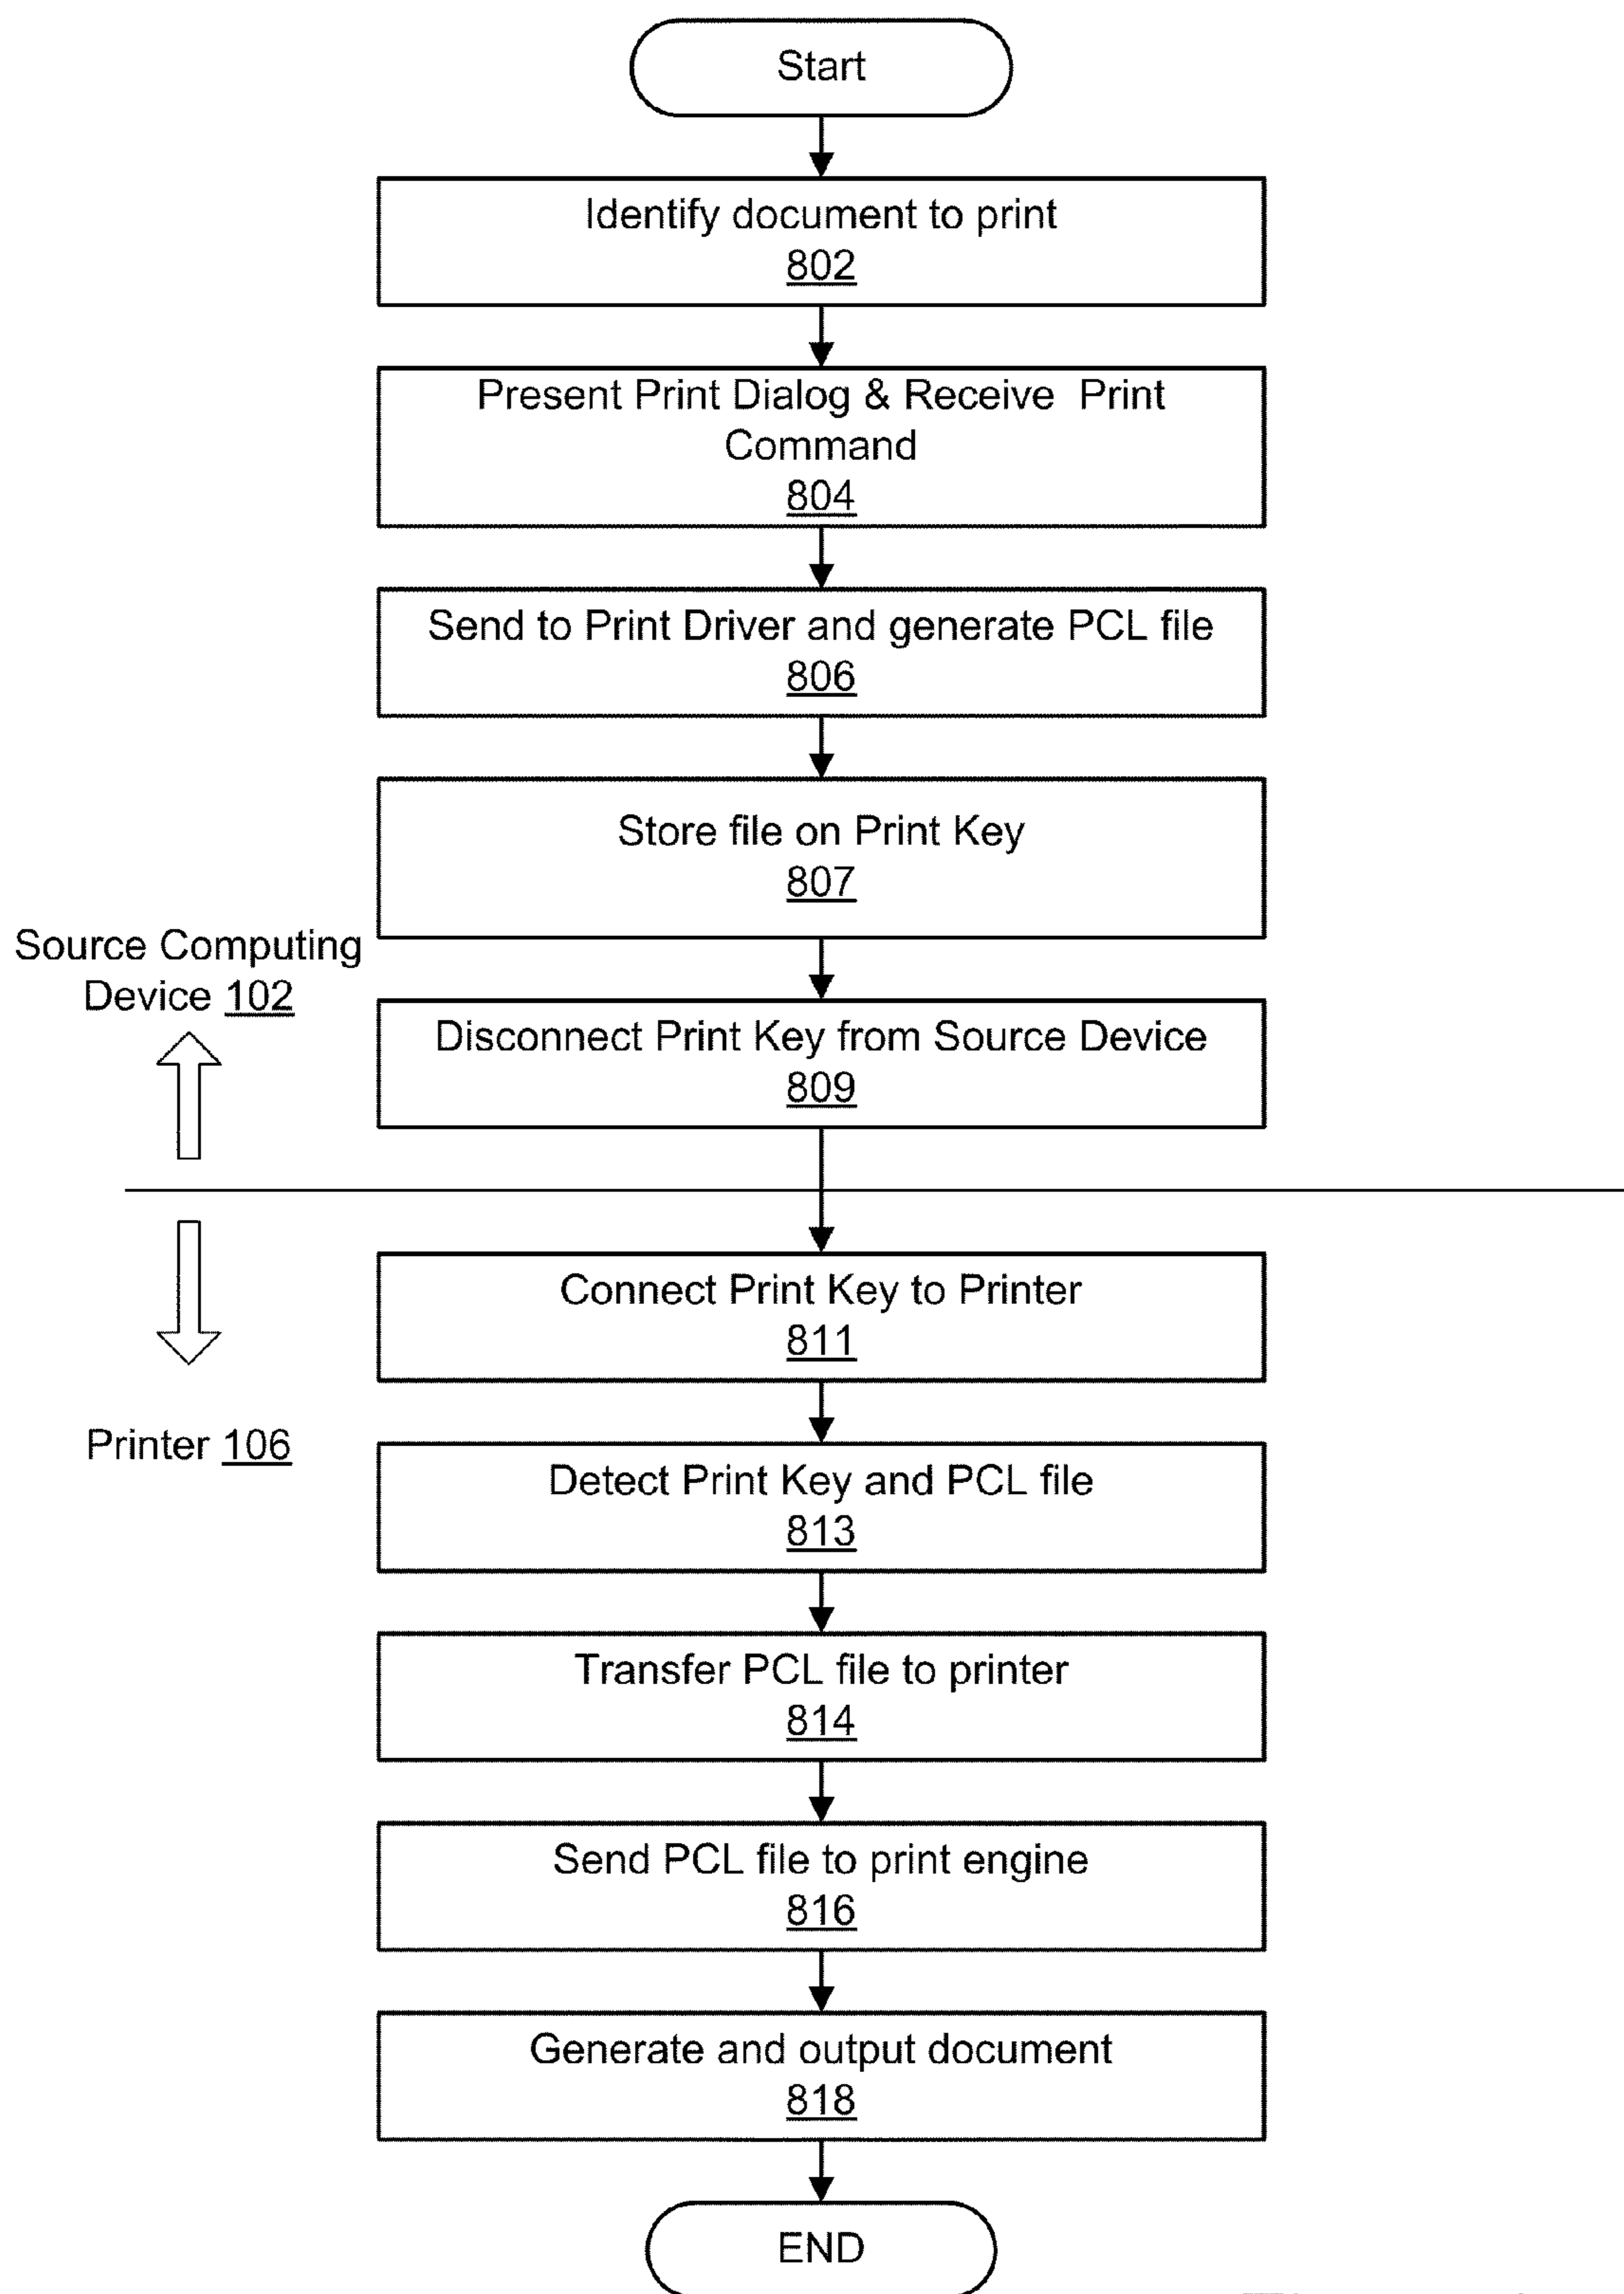 Start
Identify document to print
802
Present Print Dialog & Receive Print
Command
804
Send to Print Driver and generate PCL file
806
Store file on Print Key
807
Source Computing
Device 102
Disconnect Print Key from Source Device
809
Connect Print Key to Printer
811
Printer 106
Detect Print Key and PCL file
813
Transfer PCL file to printer
814
Send PCL file to print engine
816
Generate and output document
818
END